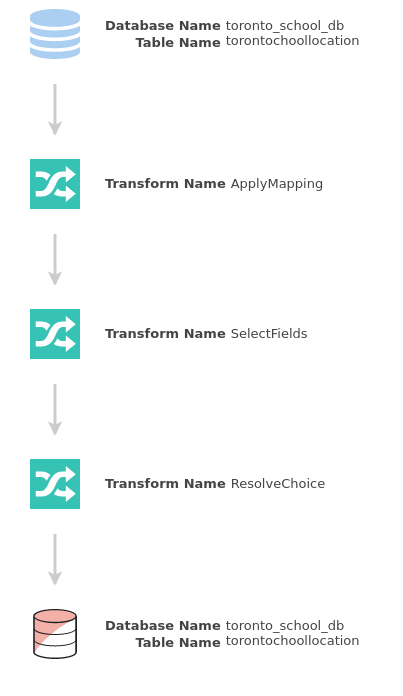 Database Name toronto_school_db
Table Name torontochoollocation
Transform Name ApplyMapping
Transform Name SelectFields
Transform Name ResolveChoice
Database Name toronto_school_db
Table Name torontochoollocation